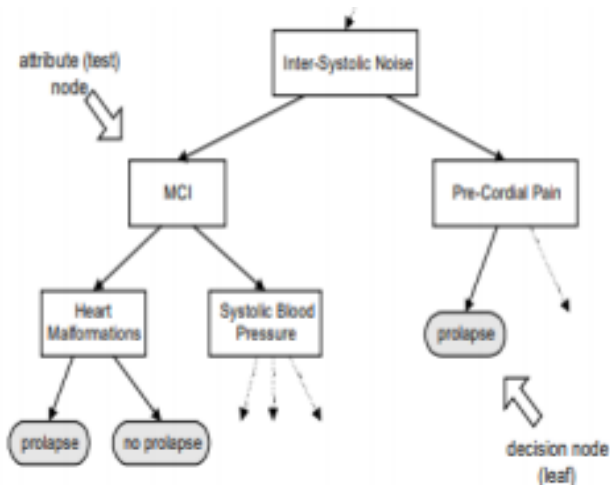 attribute (test)
node
Inter-Systolic Noise
MCI
Pre-Cordial Pain
Heart
Malformations
Systolic Blood
Pressure
prolapse
prolapse
no prolapse
decision node
(leaf)